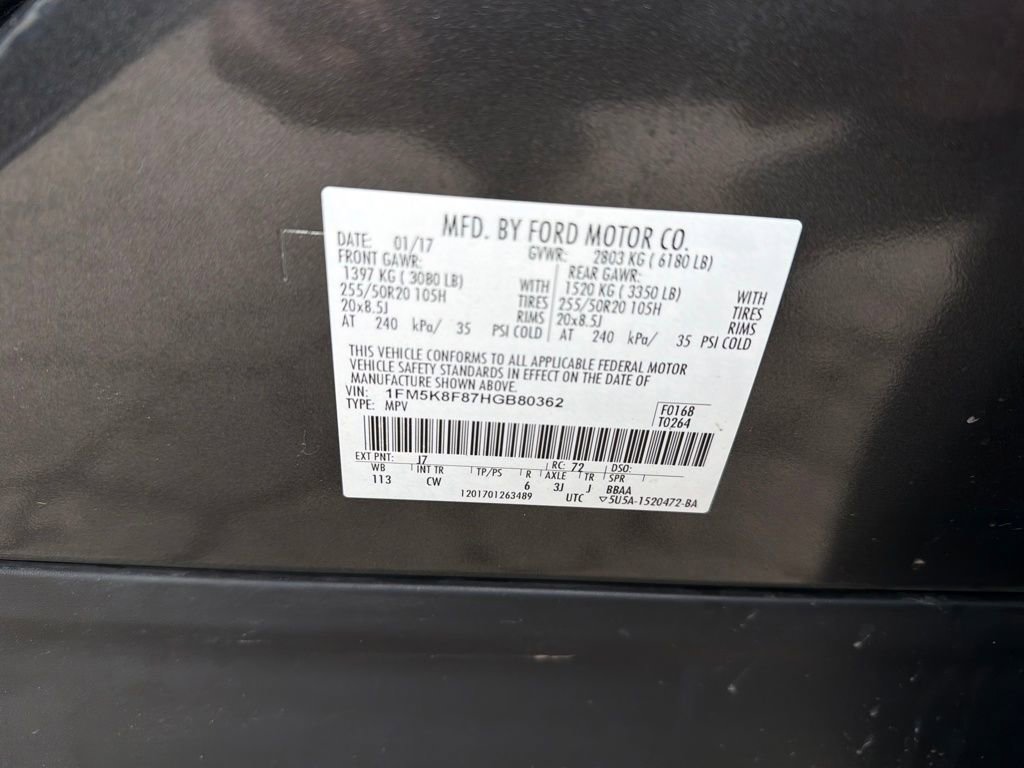 MFD. BY FORD MOTOR CO.
DATE: 01/17 GVWR: 2803 KG ( 6180 LB)
FRONT GAWR: REAR GAWR:
1397 KG ( 3080 LB) WITH 1520 KG ( 3350 LB) WITH
255/50R20 105H TIRES 255/50R20 105H TIRES
20x8.5J RIMS 20x8.5J RIMS
AT 240 kPa/ 35 PSI COLD AT 240 kPa/ 35 PSI COLD
THIS VEHICLE CONFORMS TO ALL APPLICABLE FEDERAL MOTOR
VEHICLE SAFETY STANDARDS IN EFFECT ON THE DATE OF
MANUFACTURE SHOWN ABOVE.
VIN: 1FM5K8F87HGB80362
TYPE: MPV
F0168
T0264
EXT PNT: J7 RC: 72 DSO:
WB INT TR TP/PS R AXLE TR SPR
113 CW 6 3J J BBAA
1201701263489 UTC ▽5U5A-1520472-BA